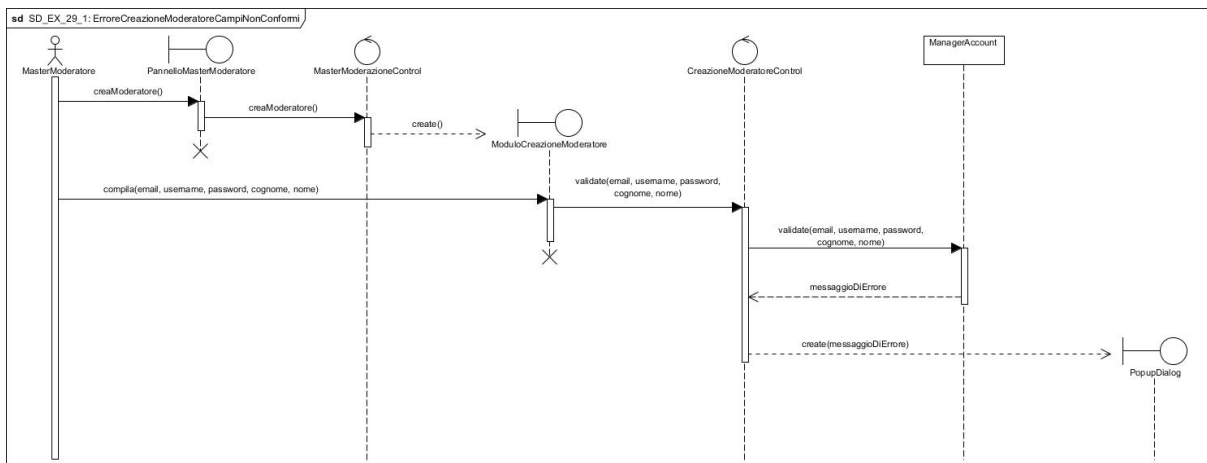 sd SD_EX_29_1: ErroreCreazioneModeratoreCampiNonConformi
MasterModeratore
PannelloMasterModeratore
MasterModerazioneControl
CreazioneModeratoreControl
ManagerAccount
creaModeratore()
creaModeratore()
create()
ModuloCreazioneModeratore
compila(email, username, password, cognome, nome)
validate(email, username, password,
cognome, nome)
validate(email, username, password,
cognome, nome)
messaggioDiErrore
create(messaggioDiErrore)
PopupDialog